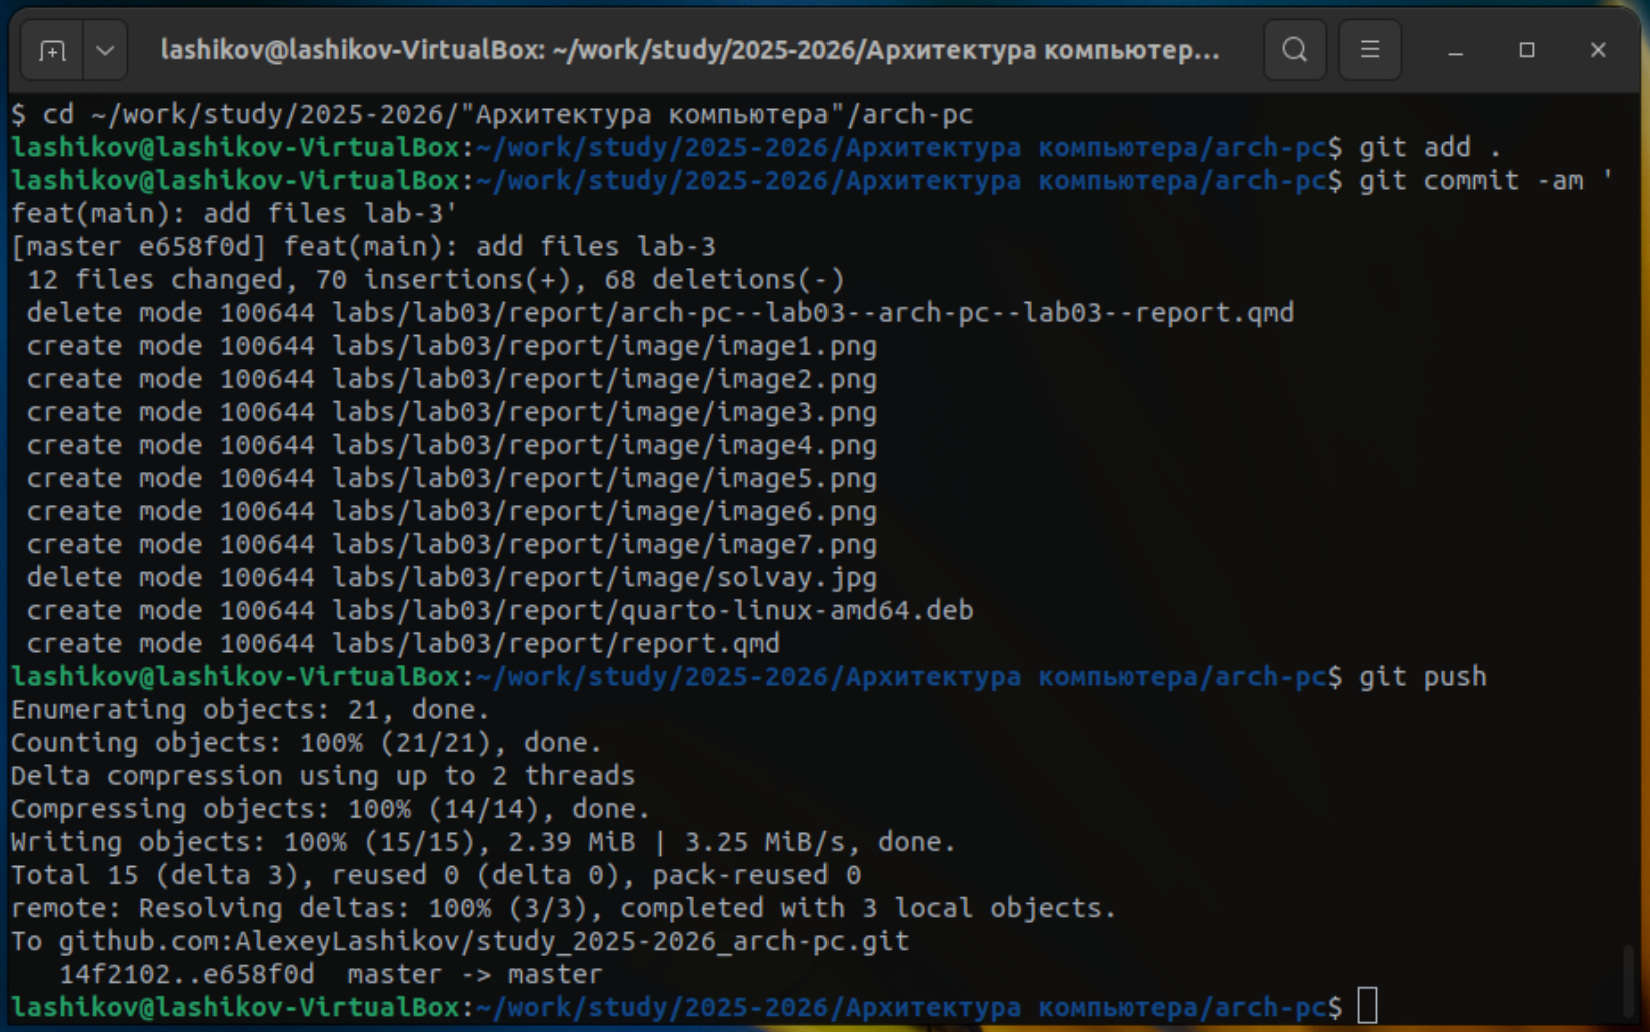 lashikov@lashikov-VirtualBox: ~/work/study/2025-2026/Архитектура компьютер...
$ cd ~/work/study/2025-2026/"Архитектура компьютера"/arch-pc
lashikov@lashikov-VirtualBox:~/work/study/2025-2026/Архитектура компьютера/arch-pc$ git add .
lashikov@lashikov-VirtualBox:~/work/study/2025-2026/Архитектура компьютера/arch-pc$ git commit -am '
feat(main): add files lab-3'
[master e658f0d] feat(main): add files lab-3
 12 files changed, 70 insertions(+), 68 deletions(-)
 delete mode 100644 labs/lab03/report/arch-pc--lab03--arch-pc--lab03--report.qmd
 create mode 100644 labs/lab03/report/image/image1.png
 create mode 100644 labs/lab03/report/image/image2.png
 create mode 100644 labs/lab03/report/image/image3.png
 create mode 100644 labs/lab03/report/image/image4.png
 create mode 100644 labs/lab03/report/image/image5.png
 create mode 100644 labs/lab03/report/image/image6.png
 create mode 100644 labs/lab03/report/image/image7.png
 delete mode 100644 labs/lab03/report/image/solvay.jpg
 create mode 100644 labs/lab03/report/quarto-linux-amd64.deb
 create mode 100644 labs/lab03/report/report.qmd
lashikov@lashikov-VirtualBox:~/work/study/2025-2026/Архитектура компьютера/arch-pc$ git push
Enumerating objects: 21, done.
Counting objects: 100% (21/21), done.
Delta compression using up to 2 threads
Compressing objects: 100% (14/14), done.
Writing objects: 100% (15/15), 2.39 MiB | 3.25 MiB/s, done.
Total 15 (delta 3), reused 0 (delta 0), pack-reused 0
remote: Resolving deltas: 100% (3/3), completed with 3 local objects.
To github.com:AlexeyLashikov/study_2025-2026_arch-pc.git
   14f2102..e658f0d  master -> master
lashikov@lashikov-VirtualBox:~/work/study/2025-2026/Архитектура компьютера/arch-pc$